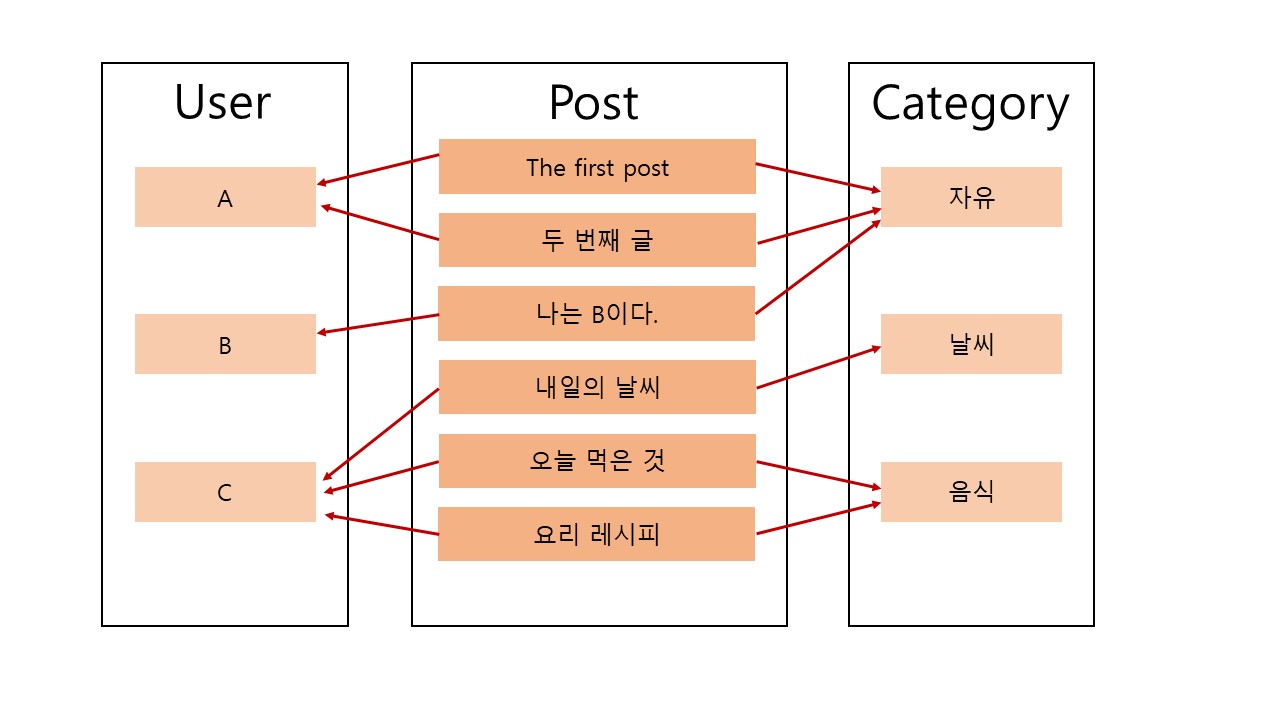 User
A
B
C
Post
The first post
두 번째 글
나는 B이다.
내일의 날씨
오늘 먹은 것
요리 레시피
Category
자유
날씨
음식